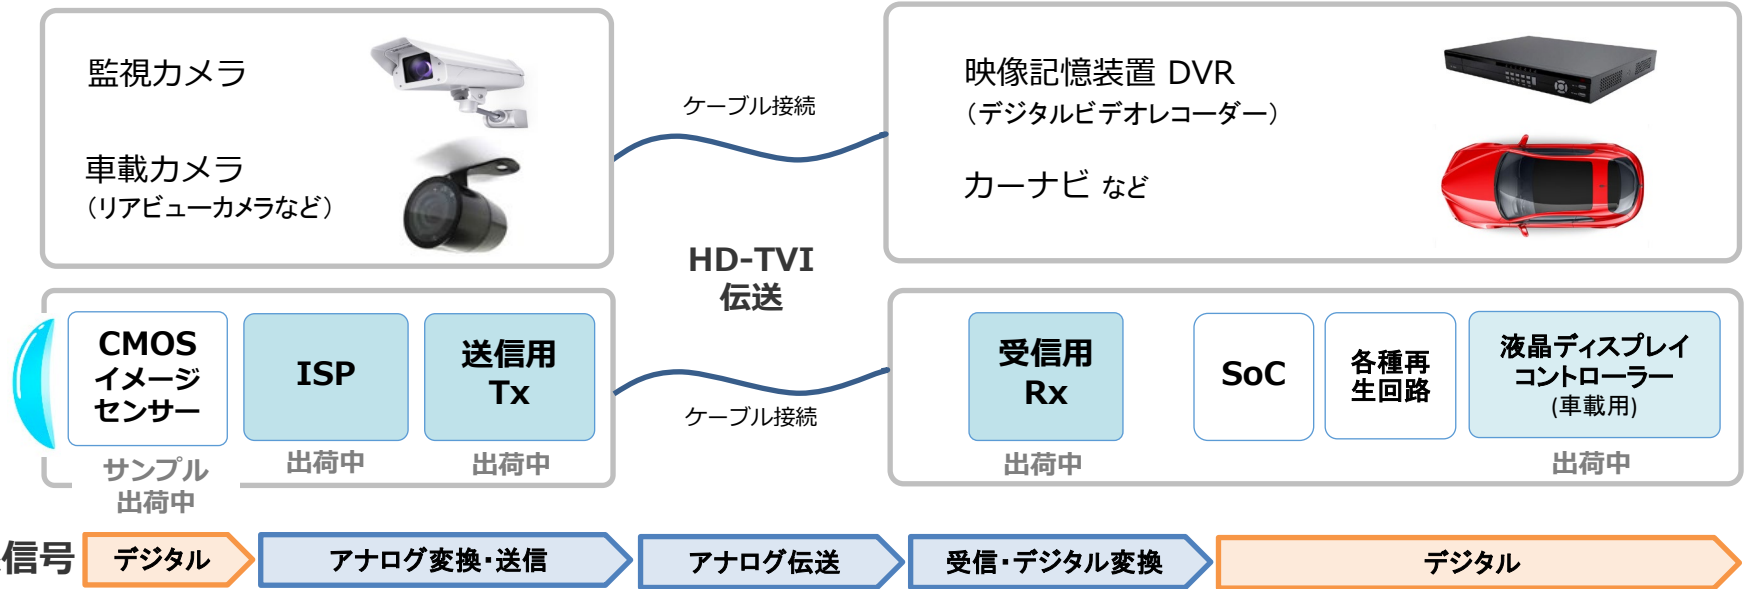 監視カメラ
車載カメラ
（リアビューカメラなど）
ケーブル接続
映像記憶装置 DVR
（デジタルビデオレコーダー）
カーナビ など
HD-TVI
伝送
CMOS
イメージ
センサー
サンプル
出荷中
ISP
出荷中
送信用
Tx
出荷中
ケーブル接続
受信用
Rx
出荷中
SoC
各種再
生回路
液晶ディスプレイ
コントローラー
(車載用)
出荷中
信号
デジタル
アナログ変換・送信
アナログ伝送
受信・デジタル変換
デジタル